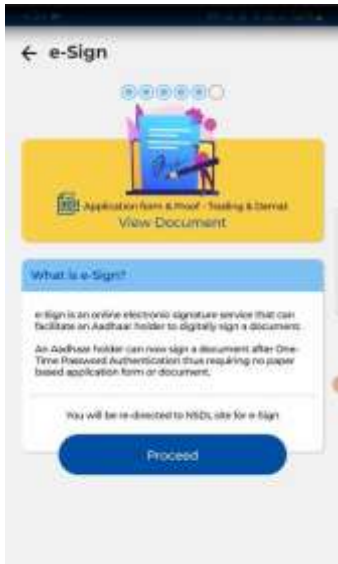 e-Sign
Application form & Proof - Trading & Demat
View Document
What is e-Sign?
e-Sign is an online electronic signature service that can
facilitate an Aadhaar holder to digitally sign a document.
An Aadhaar holder can now sign a document after One-
Time Password Authentication thus requiring no paper
based application form or document.
You will be re-directed to NSDL site for e-Sign
Proceed